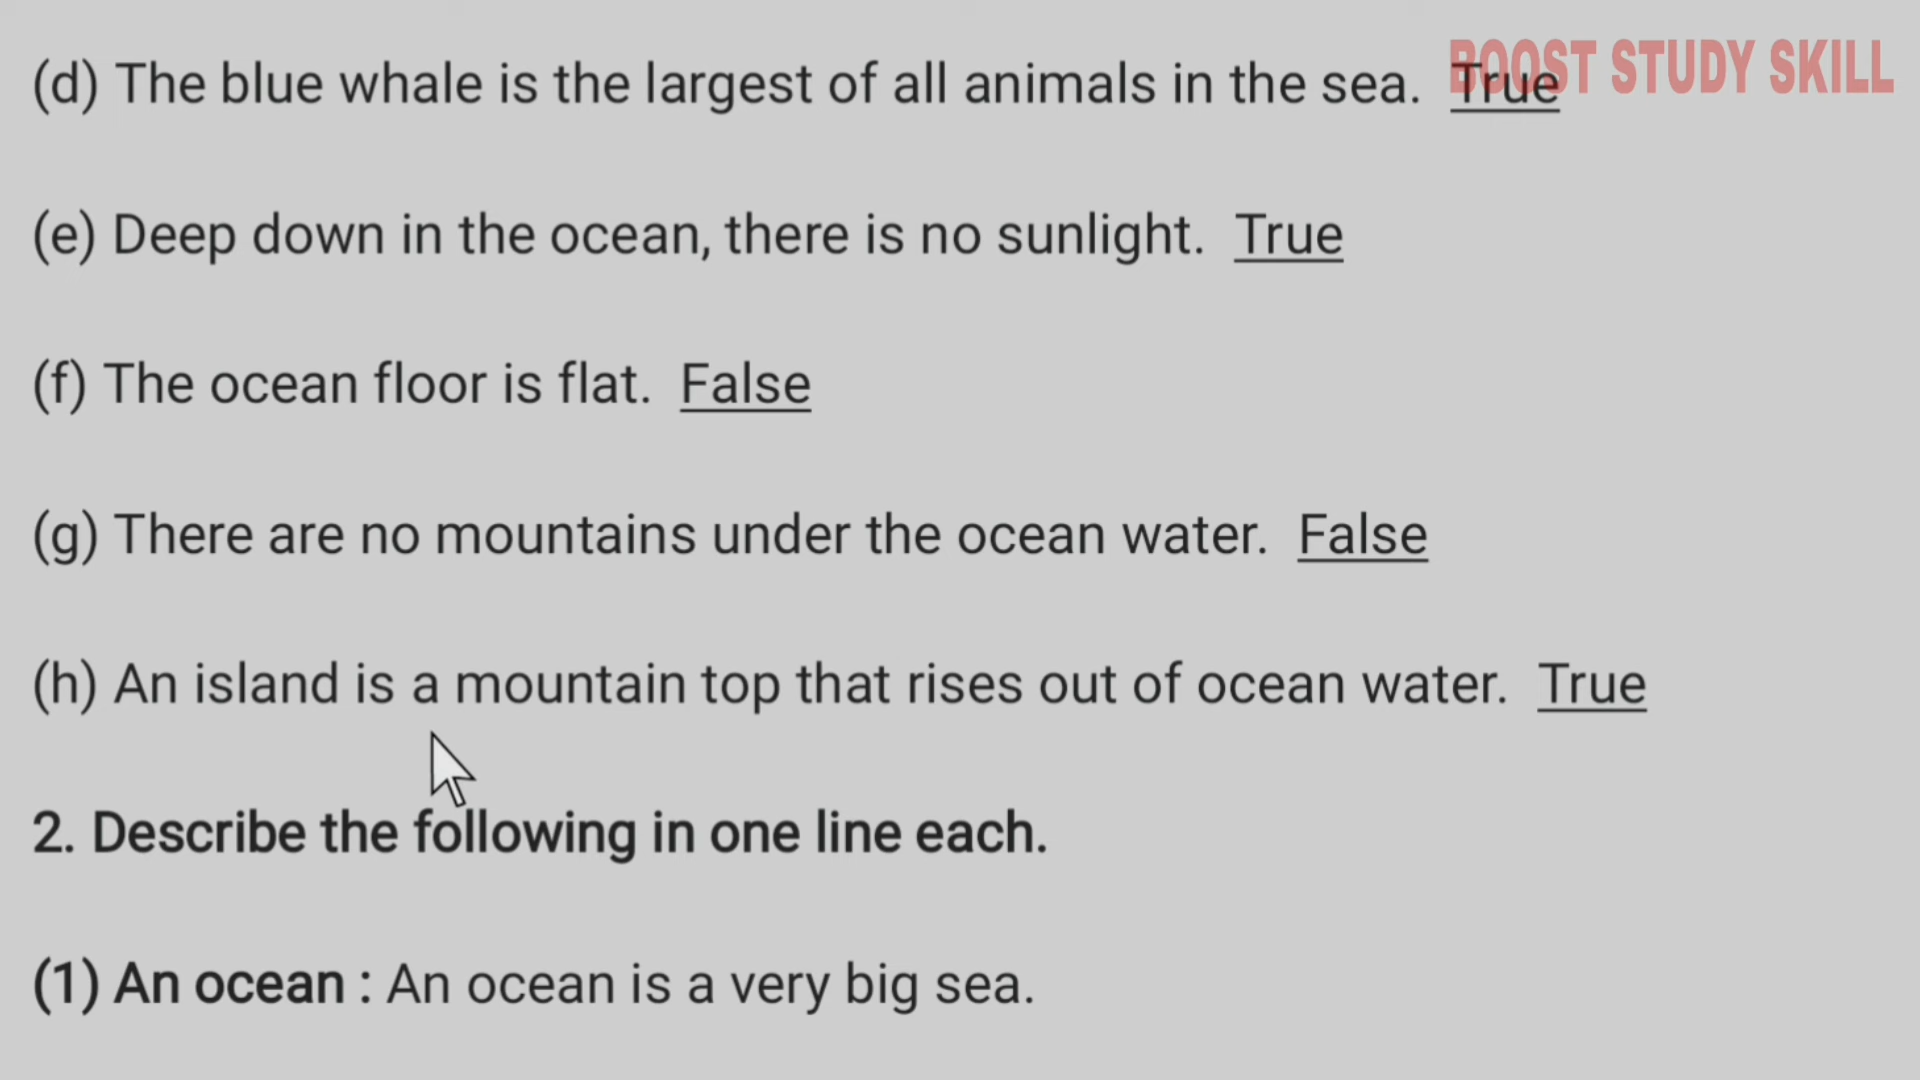 BOOST STUDY SKILL
(d) The blue whale is the largest of all animals in the sea. True
(e) Deep down in the ocean, there is no sunlight. True
(f) The ocean floor is flat. False
(g) There are no mountains under the ocean water. False
(h) An island is a mountain top that rises out of ocean water. True
2. Describe the following in one line each.
(1) An ocean : An ocean is a very big sea.